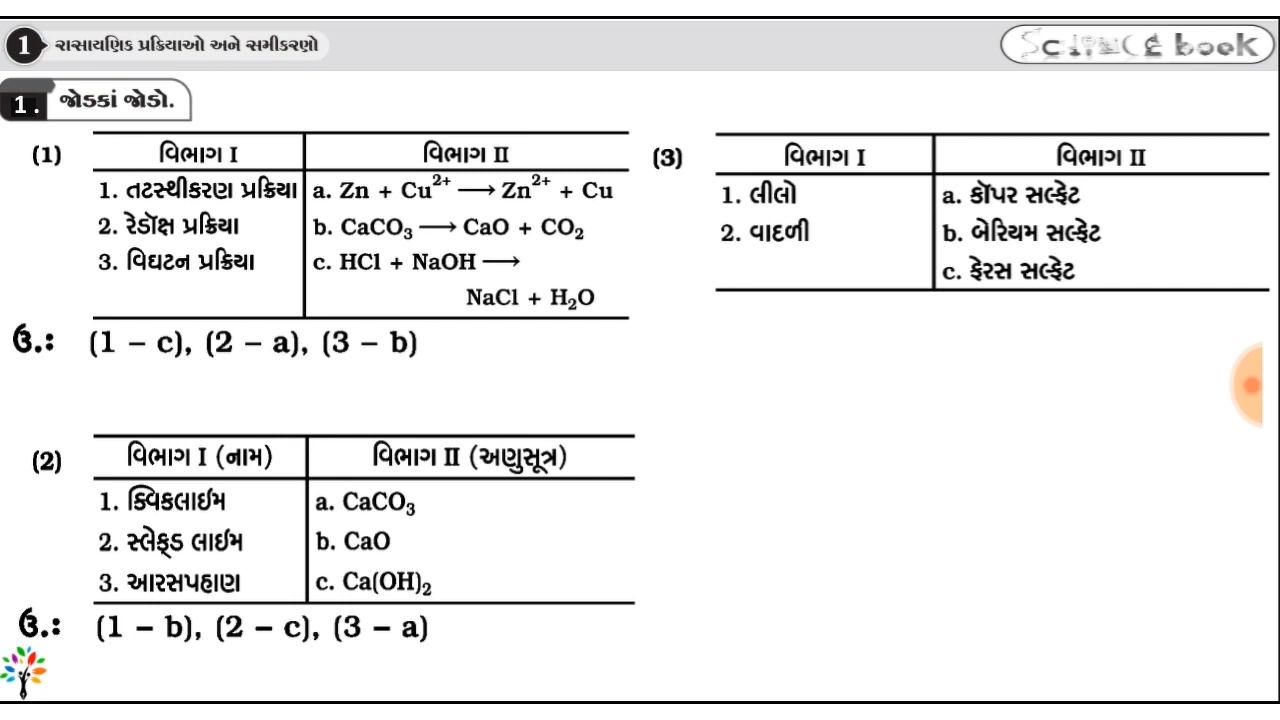 1 રાસાયણિક પ્રક્રિયાઓ અને સમીકરણો
SCIENCE book
1. જોડકાં જોડો.
(1)
વિભાગ I | વિભાગ II
1. તટસ્થીકરણ પ્રક્રિયા | a. Zn + Cu²⁺ ⟶ Zn²⁺ + Cu
2. રેડૉક્ષ પ્રક્રિયા | b. CaCO₃ ⟶ CaO + CO₂
3. વિઘટન પ્રક્રિયા | c. HCl + NaOH ⟶
NaCl + H₂O
ઉ.: (1 – c), (2 – a), (3 – b)
(2)
વિભાગ I (નામ) | વિભાગ II (અણુસૂત્ર)
1. ક્વિકલાઈમ | a. CaCO₃
2. સ્લેક્ડ લાઈમ | b. CaO
3. આરસપહાણ | c. Ca(OH)₂
ઉ.: (1 – b), (2 – c), (3 – a)
(3)
વિભાગ I | વિભાગ II
1. લીલો | a. કૉપર સલ્ફેટ
2. વાદળી | b. બેરિયમ સલ્ફેટ
c. ફેરસ સલ્ફેટ